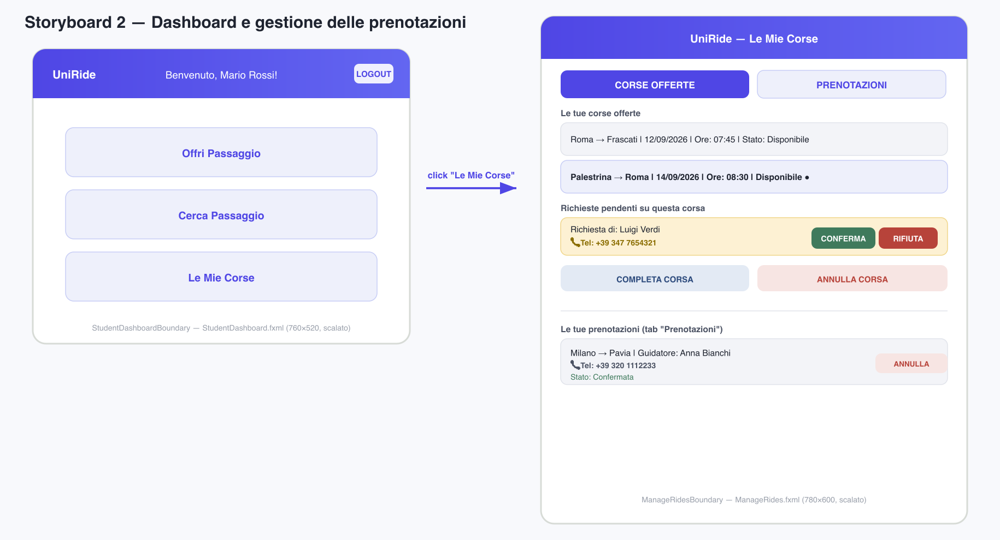 Storyboard 2 — Dashboard e gestione delle prenotazioni
UniRide
Benvenuto, Mario Rossi!
LOGOUT
Offri Passaggio
Cerca Passaggio
Le Mie Corse
StudentDashboardBoundary — StudentDashboard.fxml (760×520, scalato)
click "Le Mie Corse"
UniRide — Le Mie Corse
CORSE OFFERTE
PRENOTAZIONI
Le tue corse offerte
Roma → Frascati | 12/09/2026 | Ore: 07:45 | Stato: Disponibile
Palestrina → Roma | 14/09/2026 | Ore: 08:30 | Disponibile ●
Richieste pendenti su questa corsa
Richiesta di: Luigi Verdi
Tel: +39 347 7654321
CONFERMA
RIFIUTA
COMPLETA CORSA
ANNULLA CORSA
Le tue prenotazioni (tab "Prenotazioni")
Milano → Pavia | Guidatore: Anna Bianchi
Tel: +39 320 1112233
Stato: Confermata
ANNULLA
ManageRidesBoundary — ManageRides.fxml (780×600, scalato)